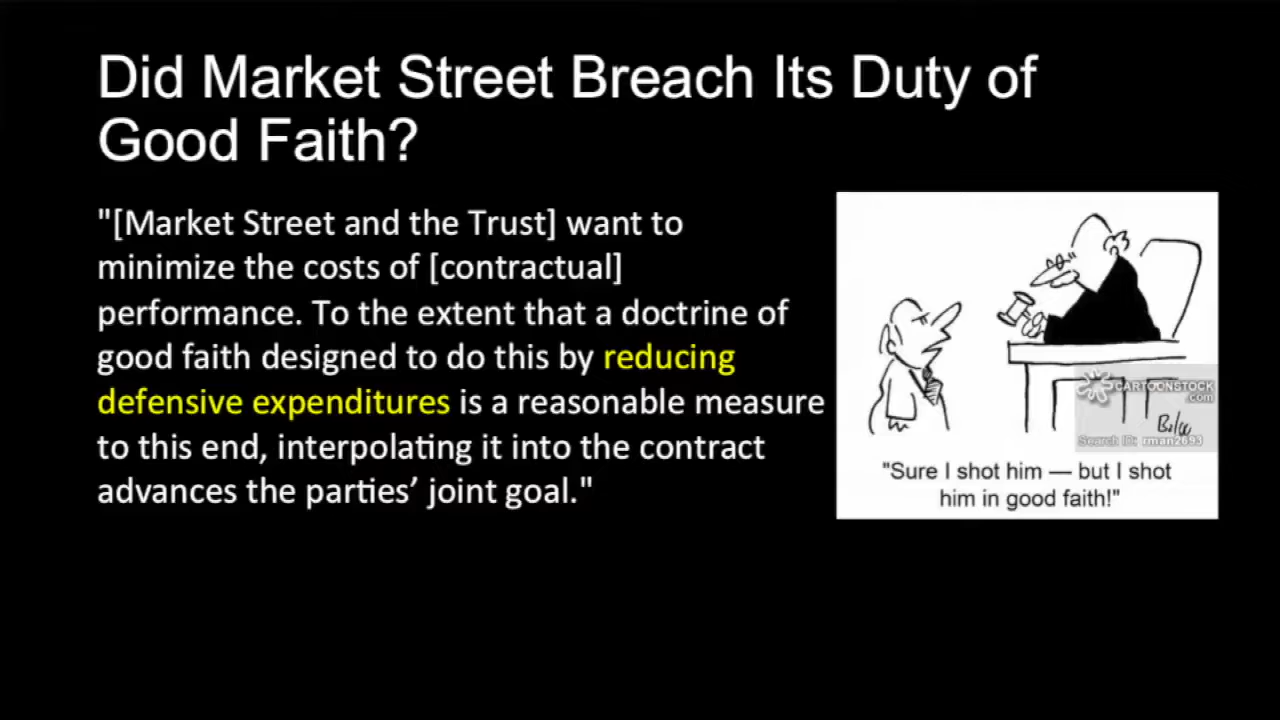 Did Market Street Breach Its Duty of
Good Faith?
"[Market Street and the Trust] want to
minimize the costs of [contractual]
performance. To the extent that a doctrine of
good faith designed to do this by reducing
defensive expenditures is a reasonable measure
to this end, interpolating it into the contract
advances the parties’ joint goal."
CARTOONSTOCK
.com
Search ID: rman2693
"Sure I shot him — but I shot
him in good faith!"